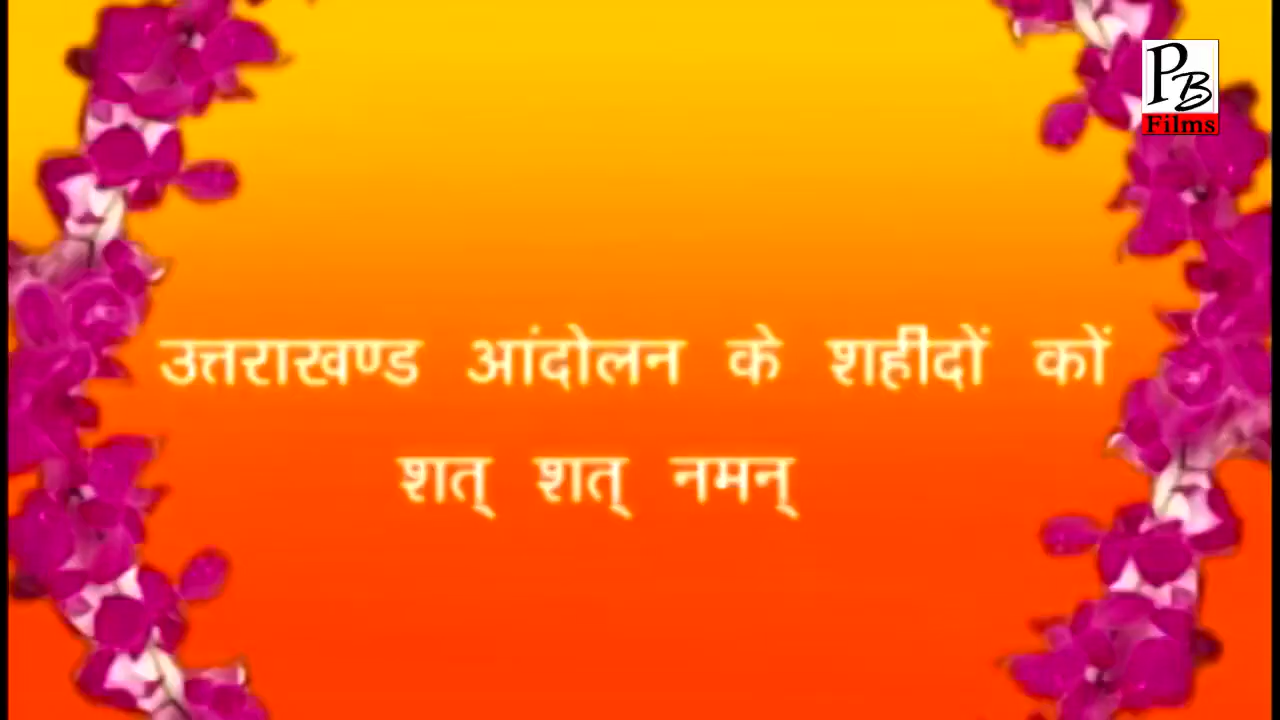 PB
Films
उत्तराखण्ड आंदोलन के शहीदों कों
शत् शत् नमन्